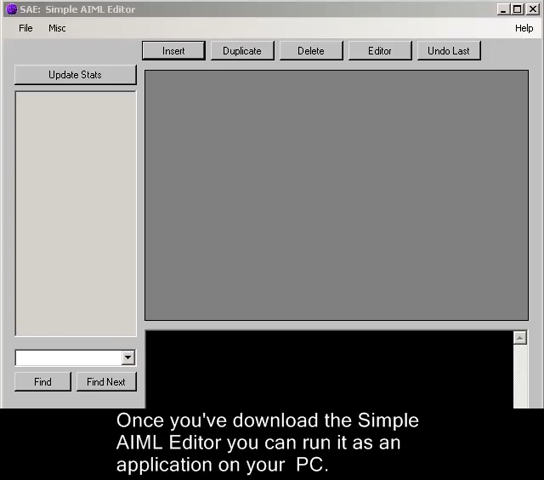 SAE: Simple AIML Editor
File Misc Help
Insert Duplicate Delete Editor Undo Last
Update Stats
Find Find Next
Once you've download the Simple
AIML Editor you can run it as an
application on your PC.